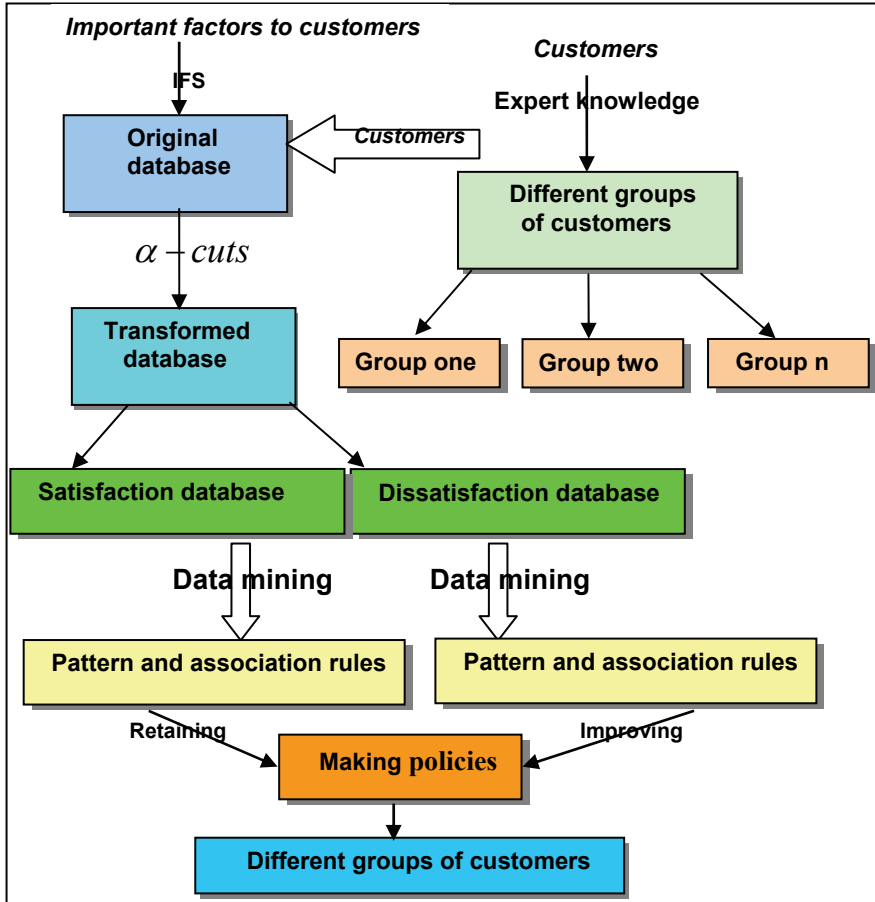 Important factors to customers
Customers
IFS
Expert knowledge
Original
database
Customers
Different groups
of customers
α – cuts
Transformed
database
Group one
Group two
Group n
Satisfaction database
Dissatisfaction database
Data mining
Data mining
Pattern and association rules
Pattern and association rules
Retaining
Improving
Making policies
Different groups of customers